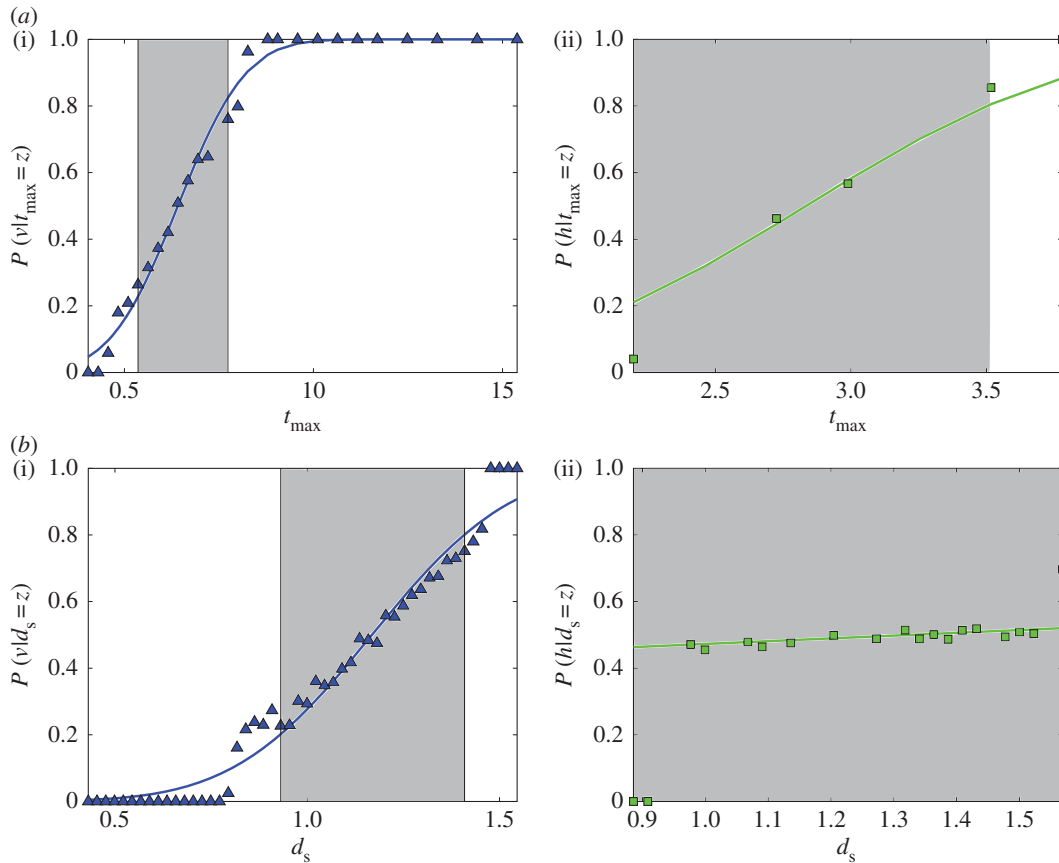 (a)
(i)
1.0
0.8
0.6
0.4
0.2
0
P (v|t_max = z)
0.5
10
15
t_max
(ii)
1.0
0.8
0.6
0.4
0.2
0
P (h|t_max = z)
2.5
3.0
3.5
t_max
(b)
(i)
1.0
0.8
0.6
0.4
0.2
0
P (v|d_s = z)
0.5
1.0
1.5
d_s
(ii)
1.0
0.8
0.6
0.4
0.2
0
P (h|d_s = z)
0.9
1.0
1.1
1.2
1.3
1.4
1.5
d_s